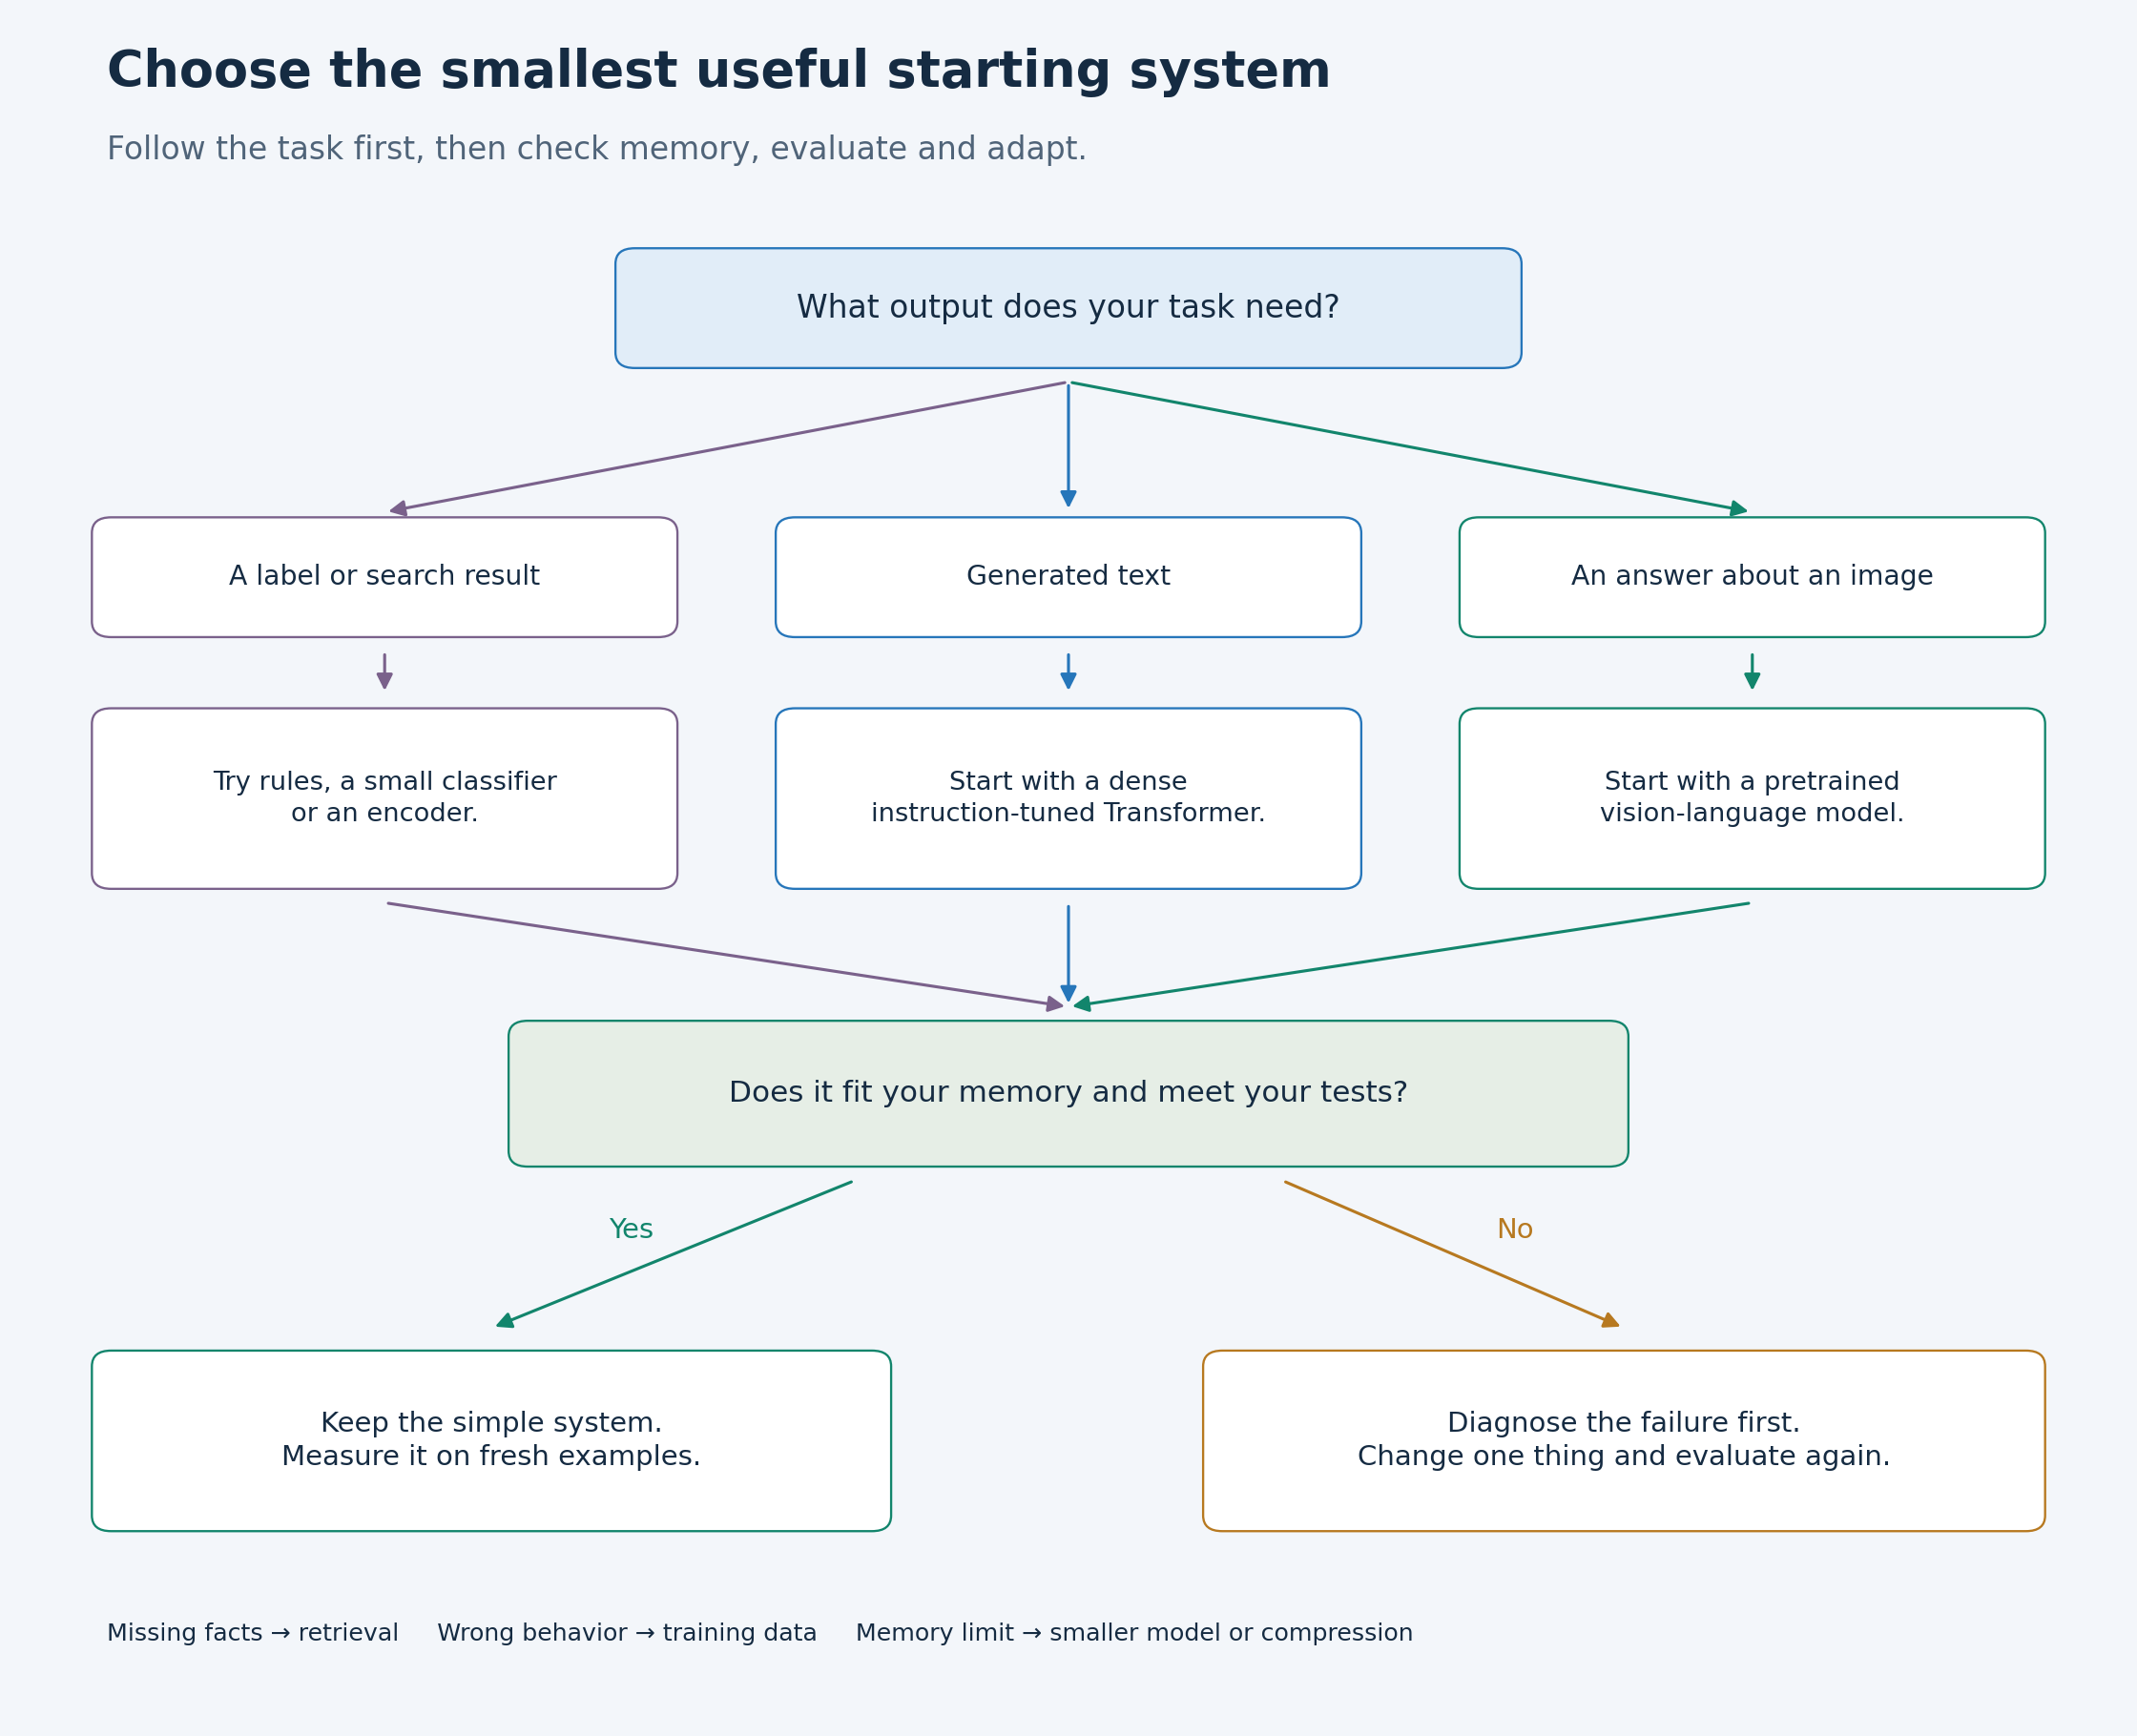 Choose the smallest useful starting system
Follow the task first, then check memory, evaluate and adapt.
What output does your task need?
A label or search result
Generated text
An answer about an image
Try rules, a small classifier
or an encoder.
Start with a dense
instruction-tuned Transformer.
Start with a pretrained
vision-language model.
Does it fit your memory and meet your tests?
Yes
No
Keep the simple system.
Measure it on fresh examples.
Diagnose the failure first.
Change one thing and evaluate again.
Missing facts → retrieval     Wrong behavior → training data     Memory limit → smaller model or compression